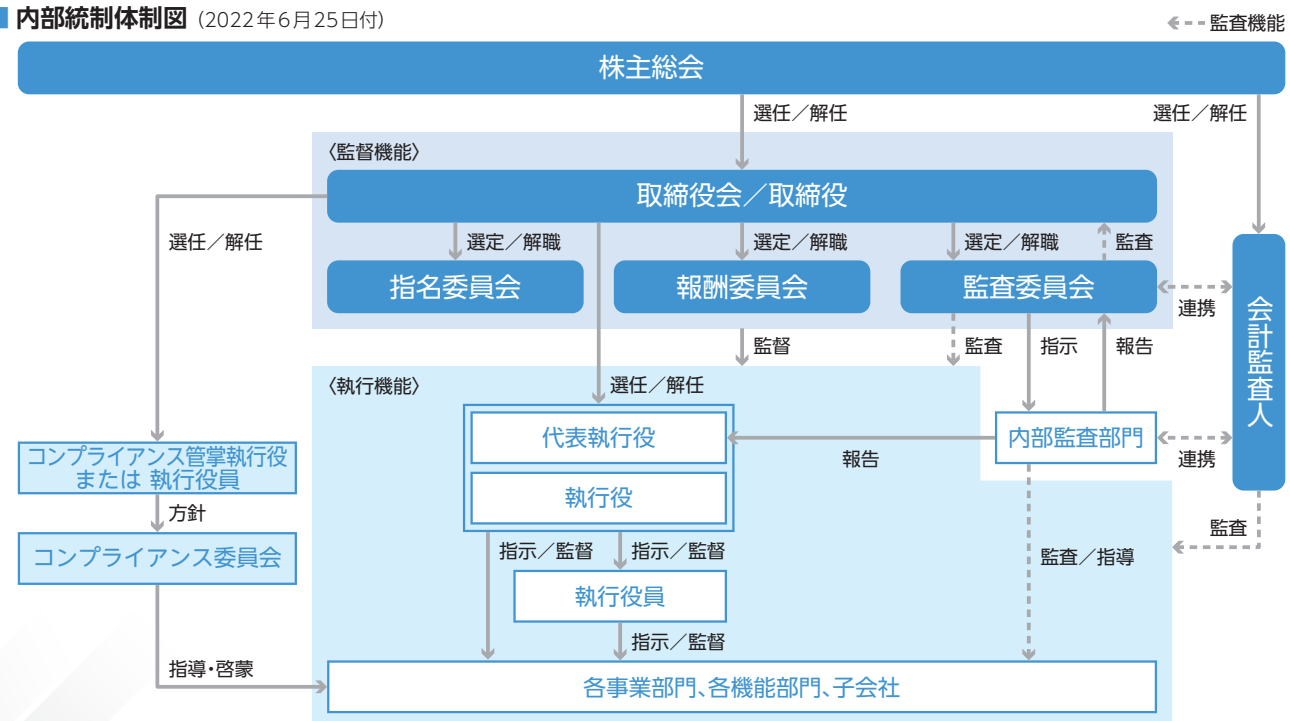 内部統制体制図（2022年6月25日付）
監査機能
株主総会
選任／解任
選任／解任
〈監督機能〉
取締役会／取締役
選任／解任
選定／解職
選定／解職
選定／解職
監査
指名委員会
報酬委員会
監査委員会
連携
会計監査人
監督
監査
指示
報告
〈執行機能〉
選任／解任
代表執行役
内部監査部門
報告
連携
コンプライアンス管掌執行役
または 執行役員
執行役
方針
監査
コンプライアンス委員会
指示／監督
指示／監督
監査／指導
執行役員
指示／監督
指導・啓蒙
各事業部門、各機能部門、子会社